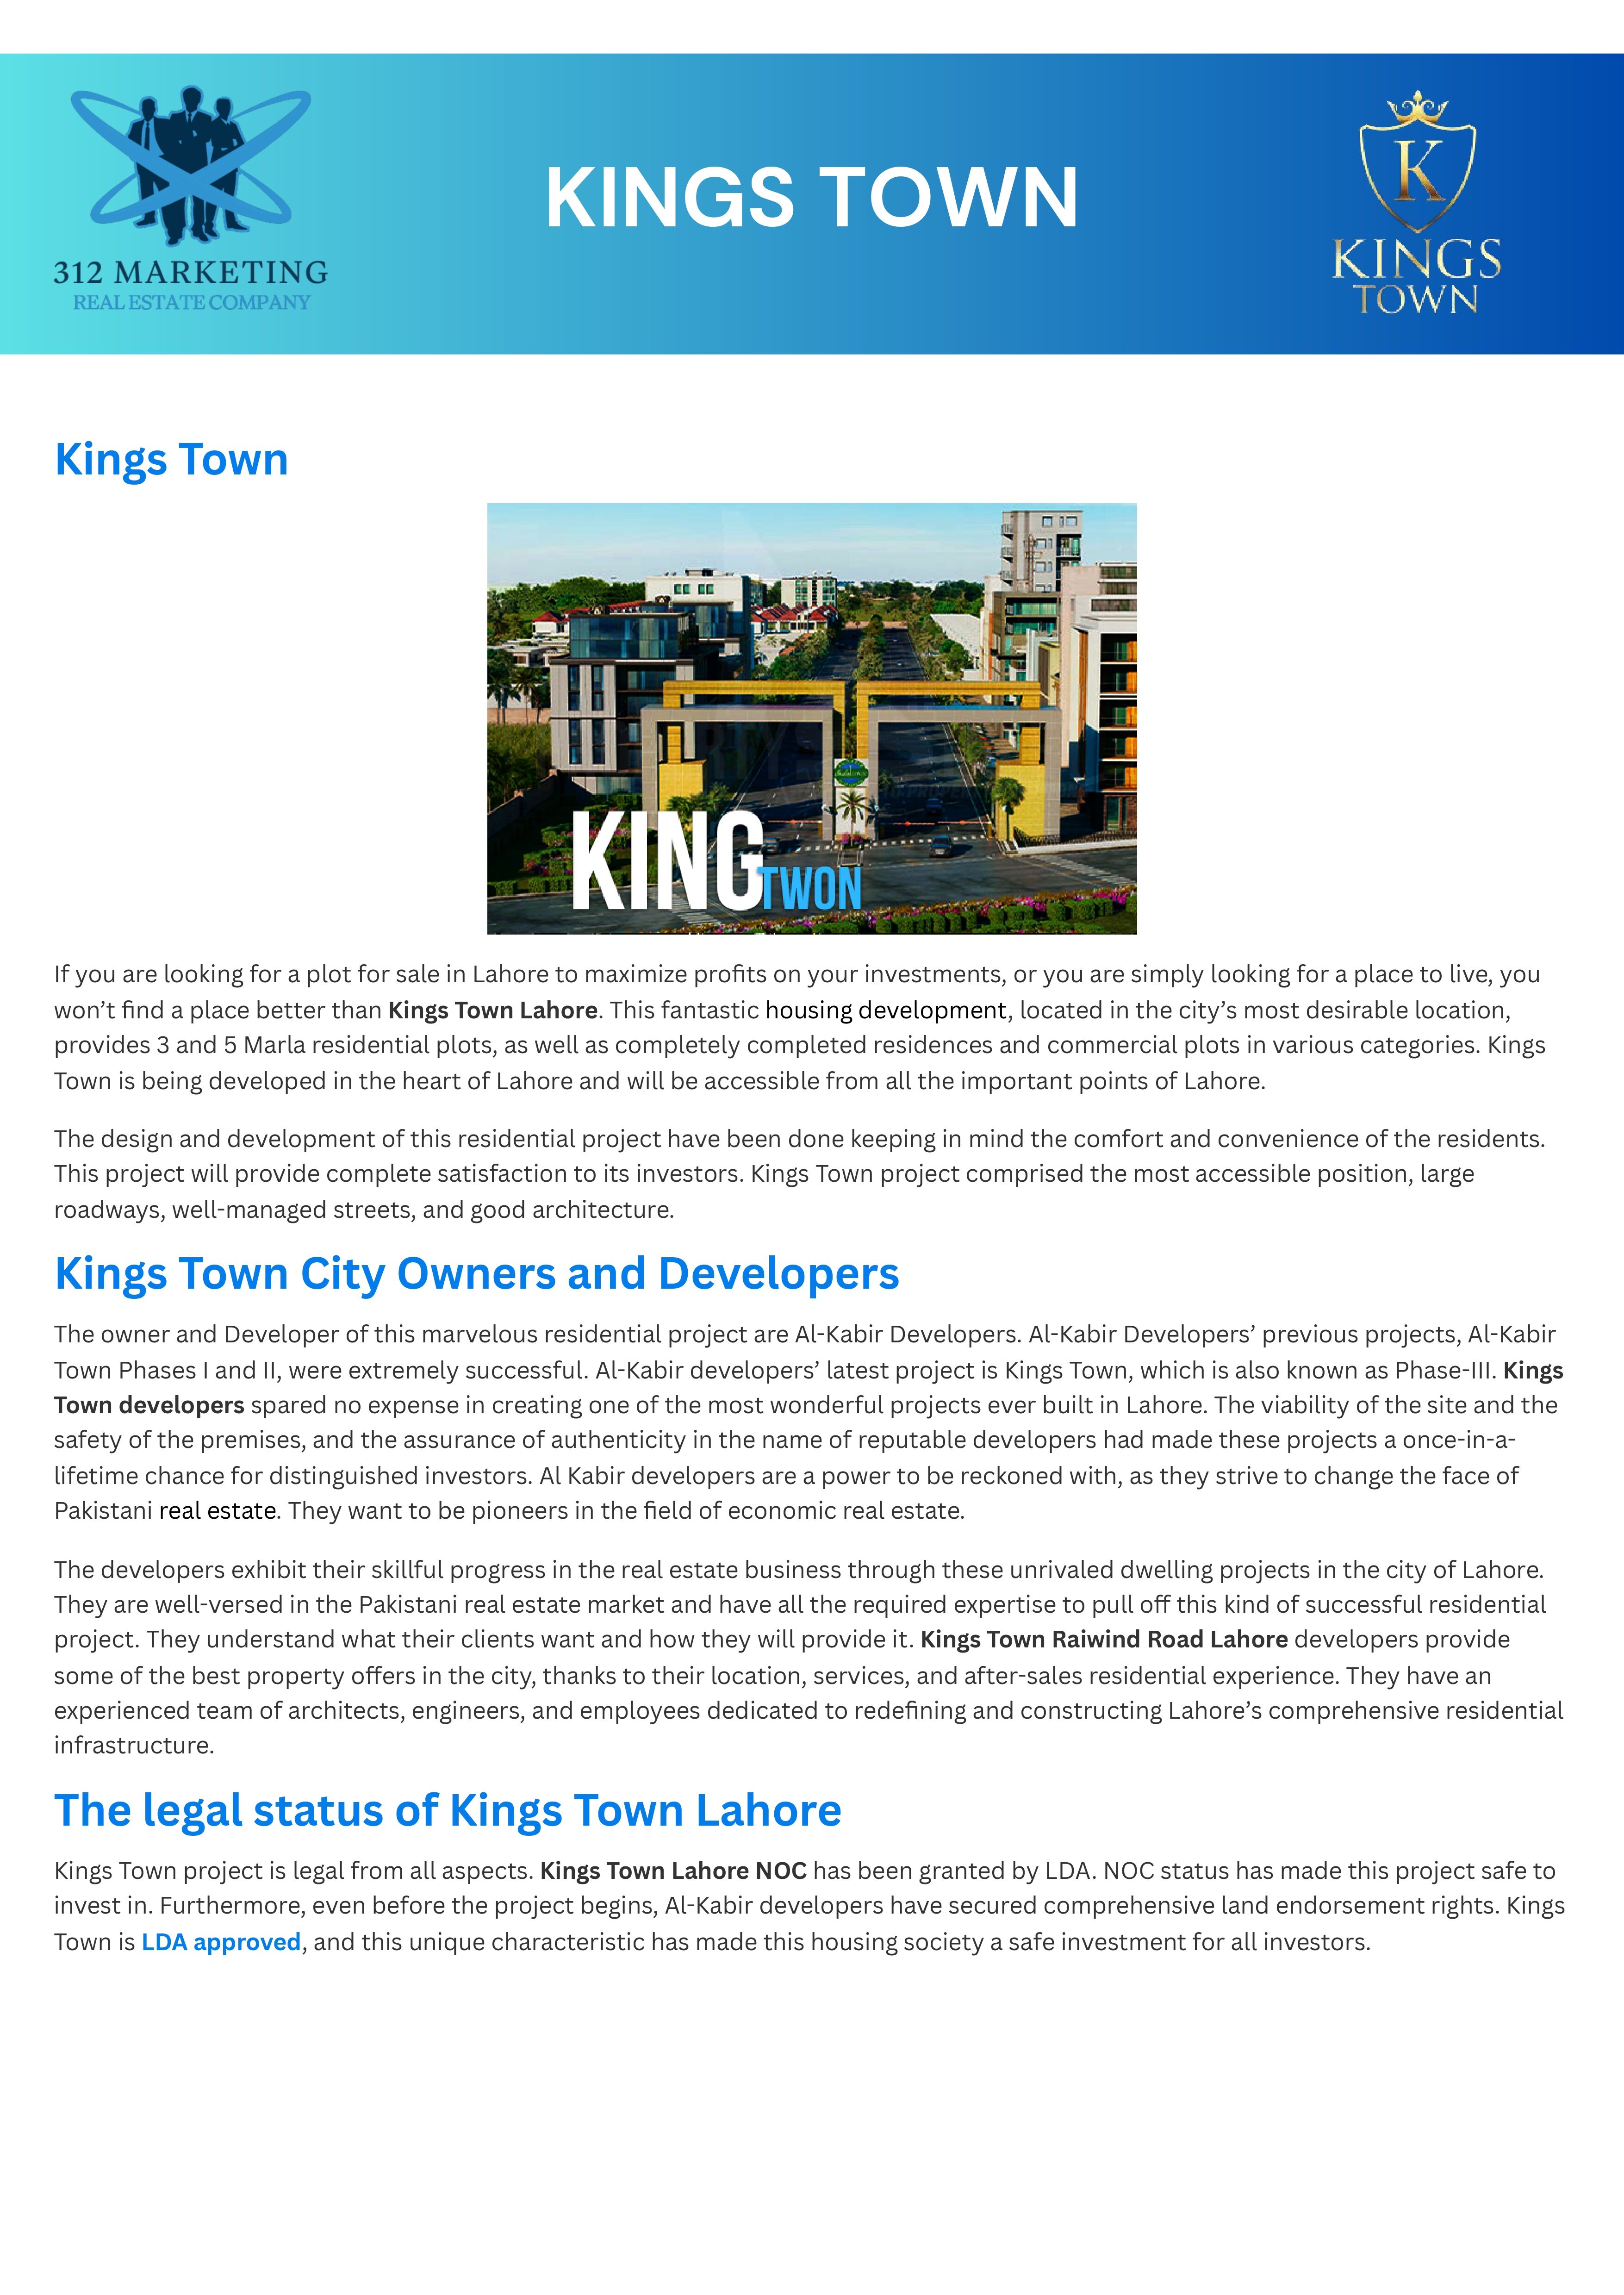 312 MARKETING
REAL ESTATE COMPANY
KINGS TOWN
K
KINGS
TOWN
Kings Town
KING
TWON
If you are looking for a plot for sale in Lahore to maximize profits on your investments, or you are simply looking for a place to live, you
won’t find a place better than Kings Town Lahore. This fantastic housing development, located in the city’s most desirable location,
provides 3 and 5 Marla residential plots, as well as completely completed residences and commercial plots in various categories. Kings
Town is being developed in the heart of Lahore and will be accessible from all the important points of Lahore.
The design and development of this residential project have been done keeping in mind the comfort and convenience of the residents.
This project will provide complete satisfaction to its investors. Kings Town project comprised the most accessible position, large
roadways, well-managed streets, and good architecture.
Kings Town City Owners and Developers
The owner and Developer of this marvelous residential project are Al-Kabir Developers. Al-Kabir Developers’ previous projects, Al-Kabir
Town Phases I and II, were extremely successful. Al-Kabir developers’ latest project is Kings Town, which is also known as Phase-III. Kings
Town developers spared no expense in creating one of the most wonderful projects ever built in Lahore. The viability of the site and the
safety of the premises, and the assurance of authenticity in the name of reputable developers had made these projects a once-in-a-
lifetime chance for distinguished investors. Al Kabir developers are a power to be reckoned with, as they strive to change the face of
Pakistani real estate. They want to be pioneers in the field of economic real estate.
The developers exhibit their skillful progress in the real estate business through these unrivaled dwelling projects in the city of Lahore.
They are well-versed in the Pakistani real estate market and have all the required expertise to pull off this kind of successful residential
project. They understand what their clients want and how they will provide it. Kings Town Raiwind Road Lahore developers provide
some of the best property offers in the city, thanks to their location, services, and after-sales residential experience. They have an
experienced team of architects, engineers, and employees dedicated to redefining and constructing Lahore’s comprehensive residential
infrastructure.
The legal status of Kings Town Lahore
Kings Town project is legal from all aspects. Kings Town Lahore NOC has been granted by LDA. NOC status has made this project safe to
invest in. Furthermore, even before the project begins, Al-Kabir developers have secured comprehensive land endorsement rights. Kings
Town is LDA approved, and this unique characteristic has made this housing society a safe investment for all investors.